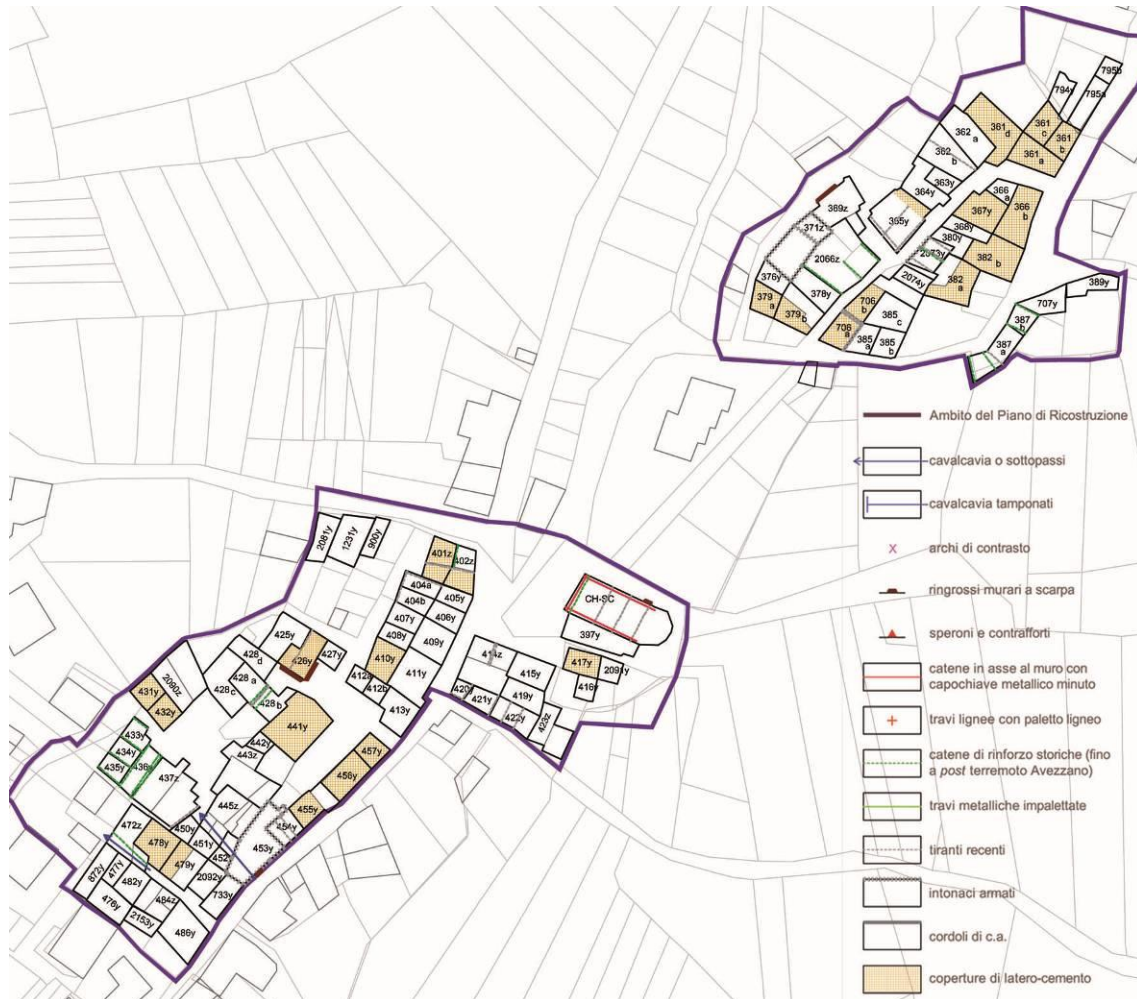 795b
794y
795a
361
d
361
c
361
b
361
a
362
a
362
b
363y
364y
366
a
366
b
367y
368y
369z
371z
365y
380y
2073y
382
b
2066z
376y
378y
2074y
382
a
379
a
379
b
706
b
706
a
385
c
385
a
385
b
389y
707y
387
b
387
a
Ambito del Piano di Ricostruzione
cavalcavia o sottopassi
cavalcavia tamponati
x archi di contrasto
ringrossi murari a scarpa
speroni e contrafforti
catene in asse al muro con
capochiave metallico minuto
+ travi lignee con paletto ligneo
catene di rinforzo storiche (fino
a post terremoto Avezzano)
travi metalliche impalettate
tiranti recenti
intonaci armati
cordoli di c.a.
coperture di latero-cemento
2081y
1231y
900y
401z
402z
404a
405y
404b
406y
407y
408y
409y
410y
411y
412a
412b
413y
CH-SC
397y
414z
415y
417y
2091y
416y
420y
419y
421y
422y
423z
425y
426y
427y
428
d
428
a
428
c
428
b
2090z
431y
432y
433y
434y
435y
436y
437z
441y
442y
443z
457y
456y
455y
454y
445z
453y
450y
451y
452y
472z
478y
479y
2092y
733y
872y
477y
482y
476y
484z
2153y
486y